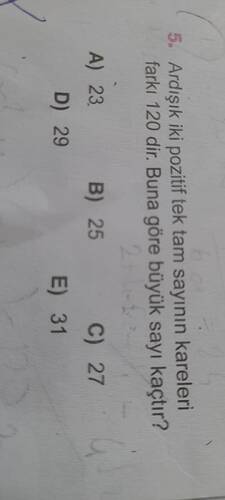 5. Ardışık iki pozitif tek tam sayının kareleri
farkı 120 dir. Buna göre büyük sayı kaçtır?
A) 23 B) 25 C) 27
D) 29 E) 31